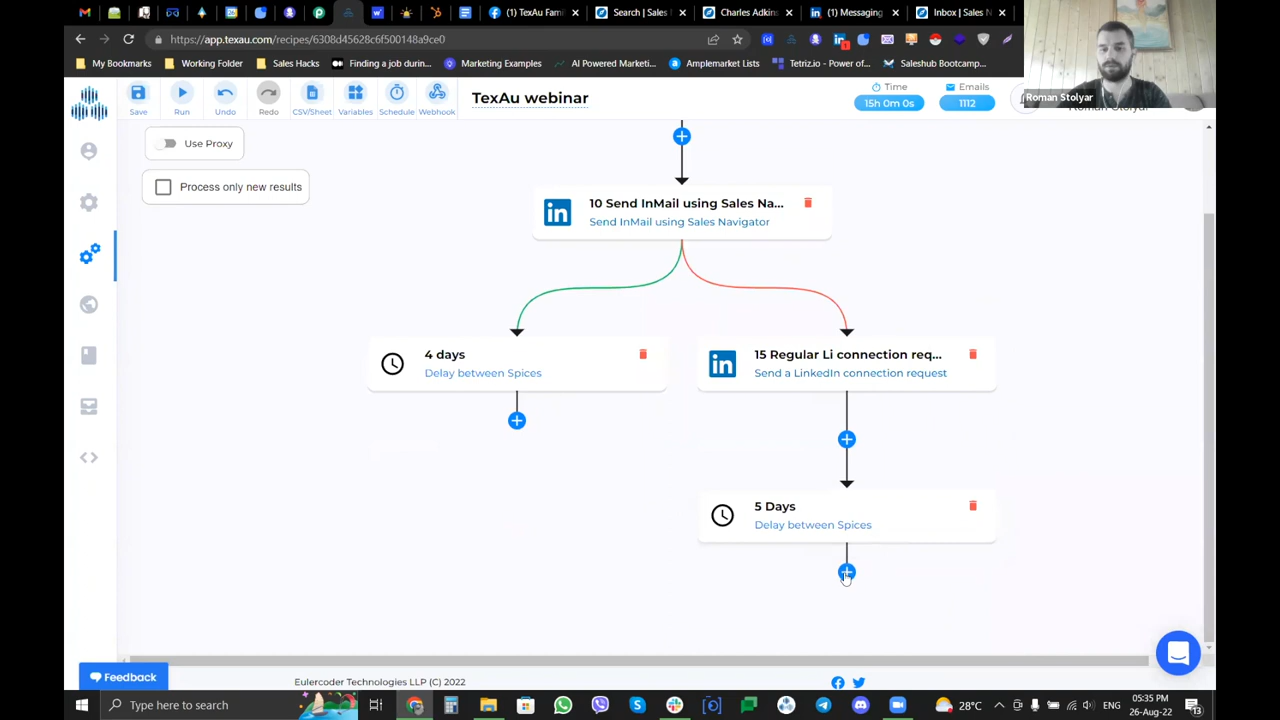 (1) TexAu Fam
Search | Sales
Charles Adkins
(1) Messaging
Inbox | Sales N
https://app.texau.com/recipes/6308d45628c6f500148a9ce0
My Bookmarks
Working Folder
Sales Hacks
Finding a job durin...
Marketing Examples
AI Powered Marketi...
Amplemarket Lists
Tetriz.io - Power of...
Saleshub Bootcamp...
Save
Run
Undo
Redo
CSV/Sheet
Variables
Schedule
Webhook
TexAu webinar
Time
15h 0m 0s
Emails
1112
Roman Stolyar
Roman Stolyar
Use Proxy
Process only new results
10 Send InMail using Sales Na...
Send InMail using Sales Navigator
4 days
Delay between Spices
15 Regular Li connection req...
Send a LinkedIn connection request
5 Days
Delay between Spices
Feedback
Eulercoder Technologies LLP (C) 2022
Type here to search
28°C
ENG
05:35 PM
26-Aug-22
13